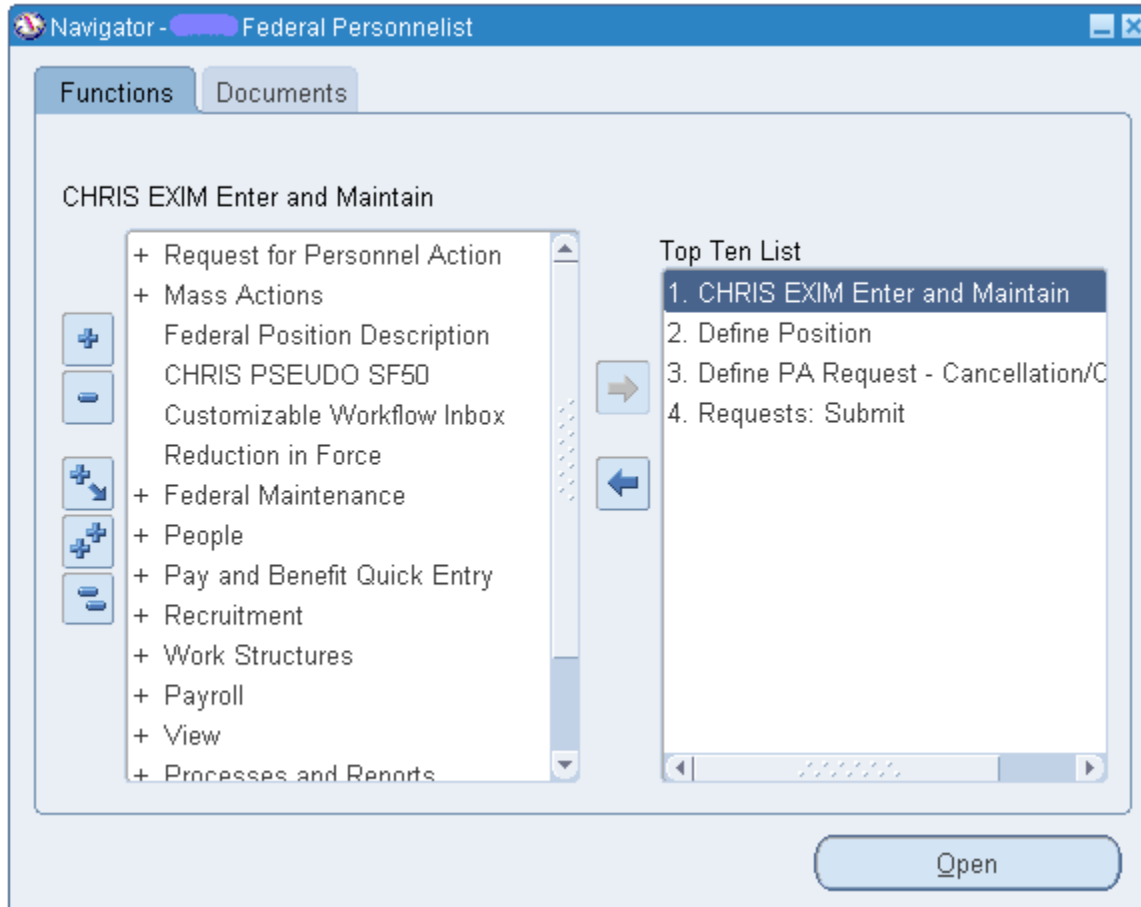 Navigator - Federal Personnelist
Functions
Documents
CHRIS EXIM Enter and Maintain
+ Request for Personnel Action
+ Mass Actions
Federal Position Description
CHRIS PSEUDO SF50
Customizable Workflow Inbox
Reduction in Force
+ Federal Maintenance
+ People
+ Pay and Benefit Quick Entry
+ Recruitment
+ Work Structures
+ Payroll
+ View
+ Processes and Reports
Top Ten List
1. CHRIS EXIM Enter and Maintain
2. Define Position
3. Define PA Request - Cancellation/C
4. Requests: Submit
Open